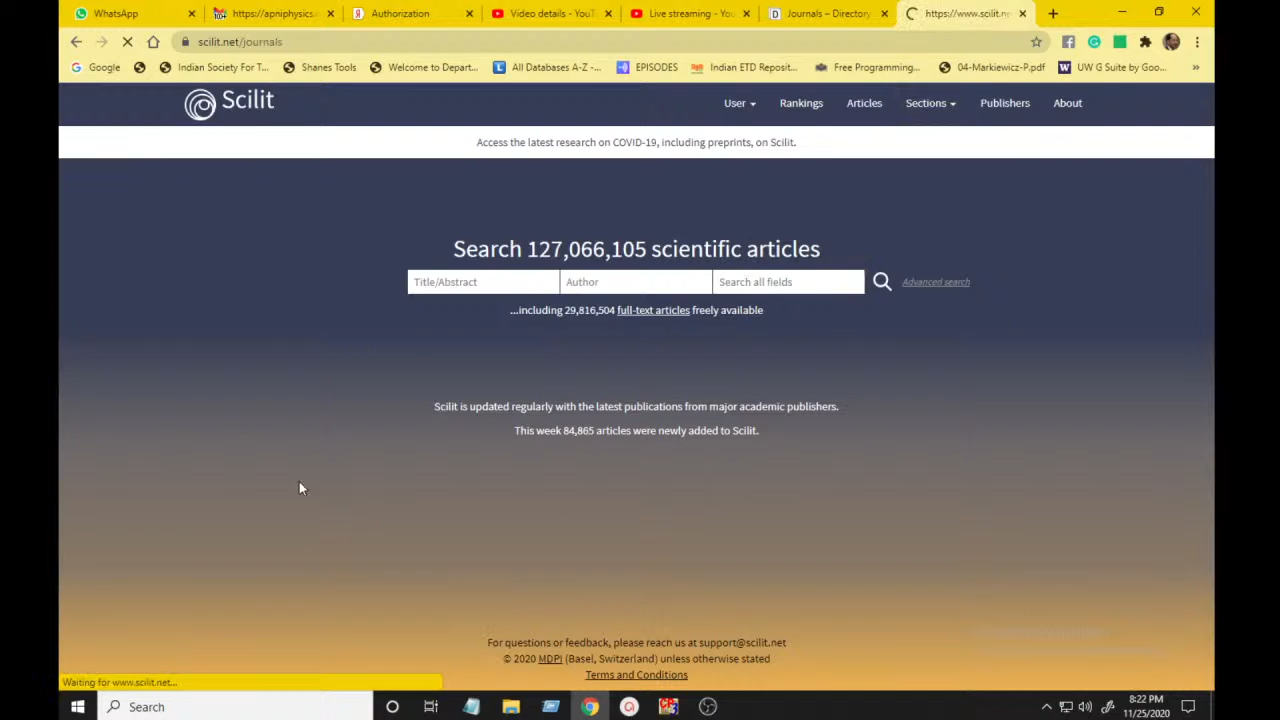 WhatsApp
https://apniphysics.
Authorization
Video details - YouT
Live streaming - You
Journals – Directory
https://www.scilit.ne
scilit.net/journals
Google
Indian Society For T...
Shanes Tools
Welcome to Depart...
All Databases A-Z -...
EPISODES
Indian ETD Reposit...
Free Programming...
04-Markiewicz-P.pdf
UW G Suite by Goo...
»
Scilit
User
Rankings
Articles
Sections
Publishers
About
Access the latest research on COVID-19, including preprints, on Scilit.
Search 127,066,105 scientific articles
Title/Abstract
Author
Search all fields
Advanced search
...including 29,816,504 full-text articles freely available
Scilit is updated regularly with the latest publications from major academic publishers.
This week 84,865 articles were newly added to Scilit.
For questions or feedback, please reach us at support@scilit.net
© 2020 MDPI (Basel, Switzerland) unless otherwise stated
Terms and Conditions
Waiting for www.scilit.net...
Search
8:22 PM
11/25/2020